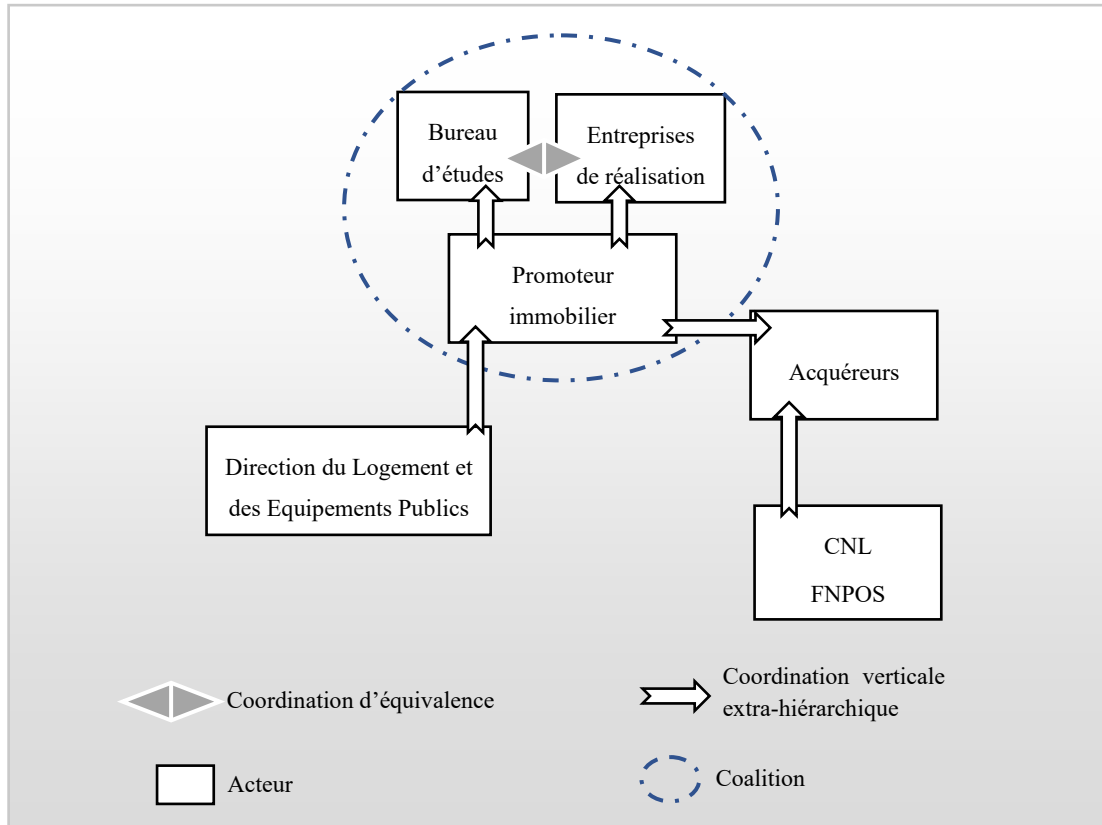 Bureau
d’études
Entreprises
de réalisation
Promoteur
immobilier
Acquéreurs
Direction du Logement et
des Equipements Publics
CNL
FNPOS
Coordination d’équivalence
Coordination verticale
extra-hiérarchique
Acteur
Coalition